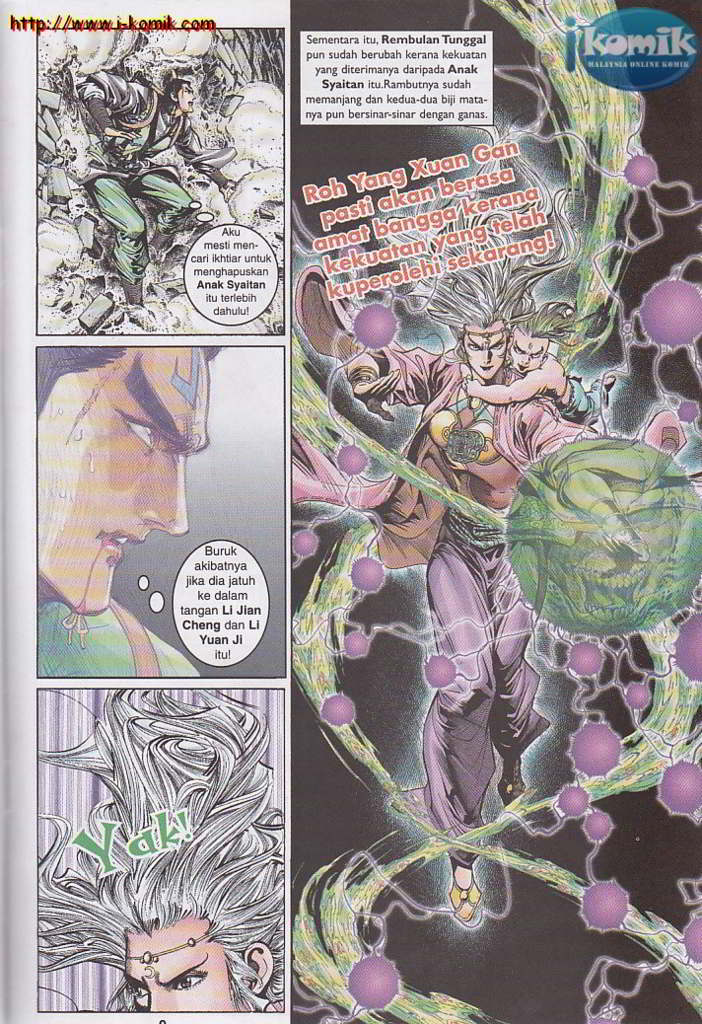 http://www.i-komik.com
ikomik
MALAYSIA ONLINE KOMIK
Aku
mesti men-
cari ikhtiar untuk
menghapuskan
Anak Syaitan
itu terlebih
dahulu!
Buruk
akibatnya
jika dia jatuh
ke dalam
tangan Li Jian
Cheng dan Li
Yuan Ji
itu!
Yak!
Sementara itu, Rembulan Tunggal
pun sudah berubah kerana kekuatan
yang diterimanya daripada Anak
Syaitan itu.Rambutnya sudah
memanjang dan kedua-dua biji mata-
nya pun bersinar-sinar dengan ganas.
Roh Yang Xuan Gan
pasti akan berasa
amat bangga kerana
kekuatan yang telah
kuperolehi sekarang!